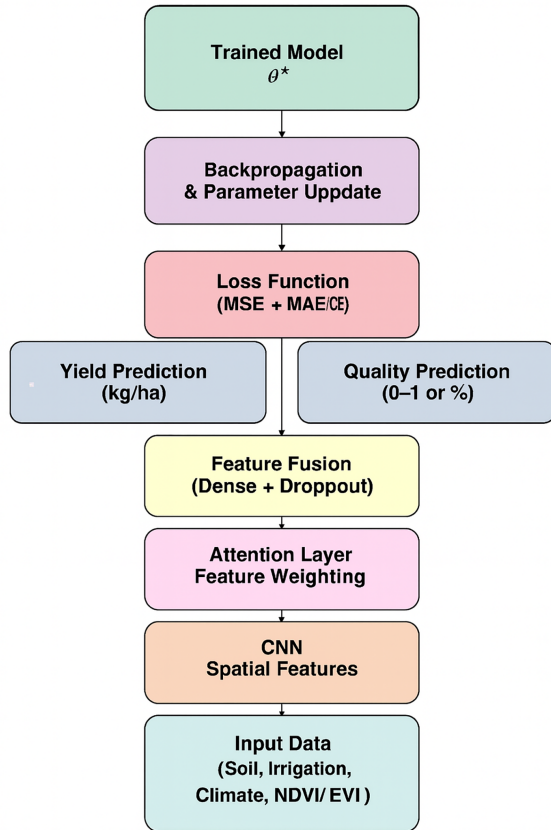 Trained Model
θ*
Backpropagation
& Parameter Uppdate
Loss Function
(MSE + MAE/CE)
Yield Prediction
(kg/ha)
Quality Prediction
(0–1 or %)
Feature Fusion
(Dense + Droppout)
Attention Layer
Feature Weighting
CNN
Spatial Features
Input Data
(Soil, Irrigation,
Climate, NDVI/ EVI )